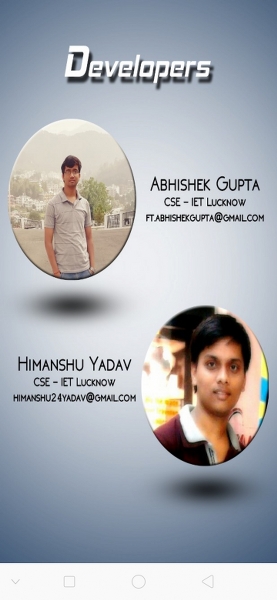 Developers
Abhishek Gupta
CSE – IET Lucknow
ft.abhishekgupta@gmail.com
Himanshu Yadav
CSE – IET Lucknow
himanshu24yadav@gmail.com